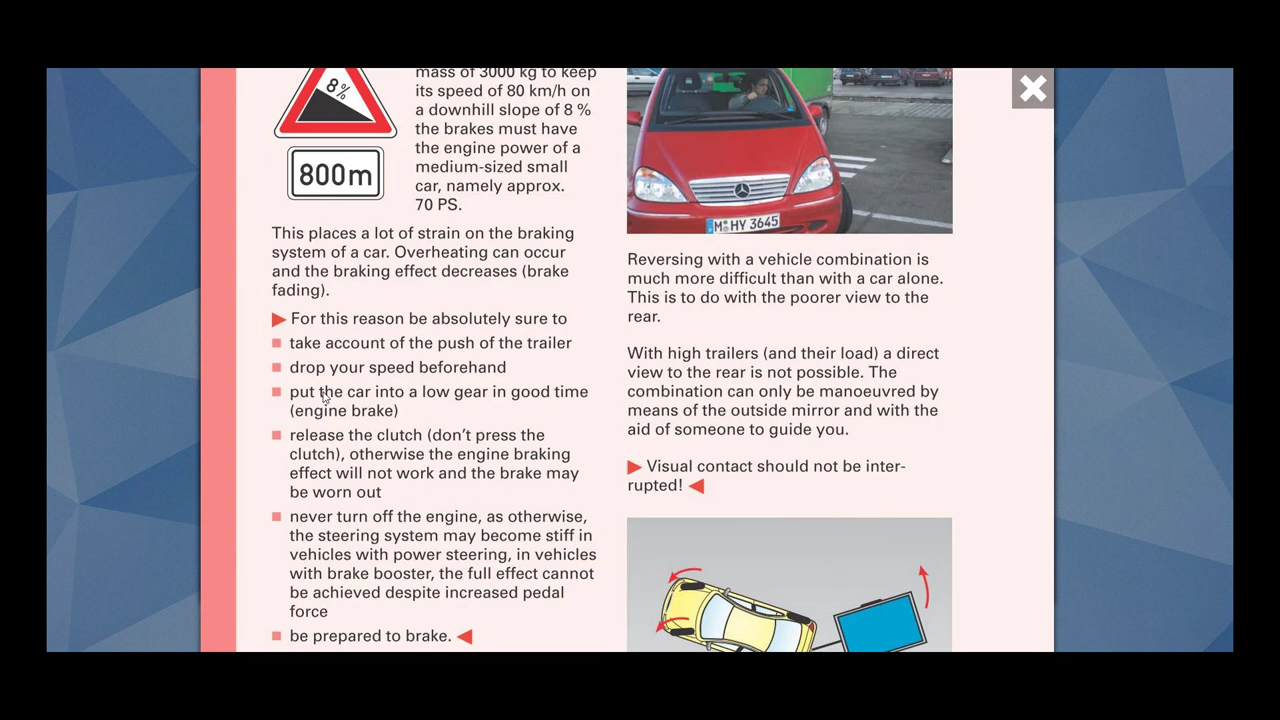 8%
800m
mass of 3000 kg to keep
its speed of 80 km/h on
a downhill slope of 8 %
the brakes must have
the engine power of a
medium-sized small
car, namely approx.
70 PS.
This places a lot of strain on the braking
system of a car. Overheating can occur
and the braking effect decreases (brake
fading).
▶ For this reason be absolutely sure to
■ take account of the push of the trailer
■ drop your speed beforehand
■ put the car into a low gear in good time
(engine brake)
■ release the clutch (don't press the
clutch), otherwise the engine braking
effect will not work and the brake may
be worn out
■ never turn off the engine, as otherwise,
the steering system may become stiff in
vehicles with power steering, in vehicles
with brake booster, the full effect cannot
be achieved despite increased pedal
force
■ be prepared to brake. ◀
M HY 3645
Reversing with a vehicle combination is
much more difficult than with a car alone.
This is to do with the poorer view to the
rear.
With high trailers (and their load) a direct
view to the rear is not possible. The
combination can only be manoeuvred by
means of the outside mirror and with the
aid of someone to guide you.
▶ Visual contact should not be inter-
rupted! ◀